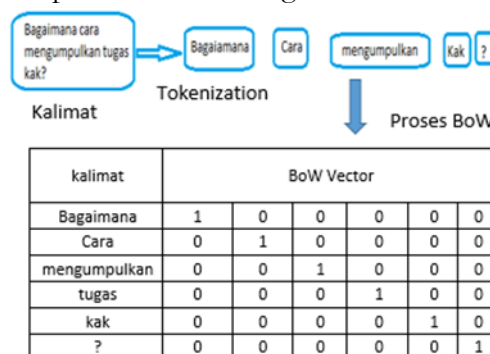 Bagaimana cara
mengumpulkan tugas
kak?
Bagaiamana
Cara
mengumpulkan
Kak
?
Kalimat
Tokenization
Proses BoW
kalimat BoW Vector
Bagaimana 1 0 0 0 0 0
Cara 0 1 0 0 0 0
mengumpulkan 0 0 1 0 0 0
tugas 0 0 0 1 0 0
kak 0 0 0 0 1 0
? 0 0 0 0 0 1